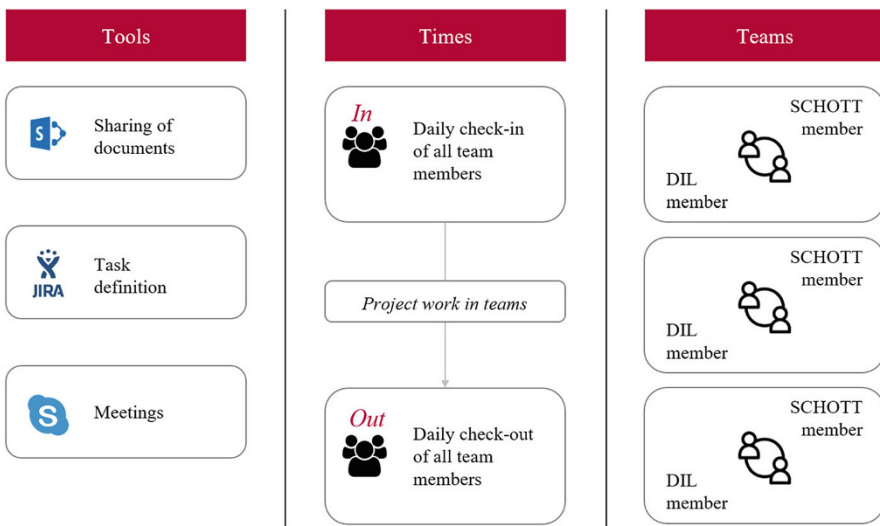 Tools
Sharing of
documents
JIRA
Task
definition
Meetings
Times
In
Daily check-in
of all team
members
Project work in teams
Out
Daily check-out
of all team
members
Teams
SCHOTT
member
DIL
member
SCHOTT
member
DIL
member
SCHOTT
member
DIL
member